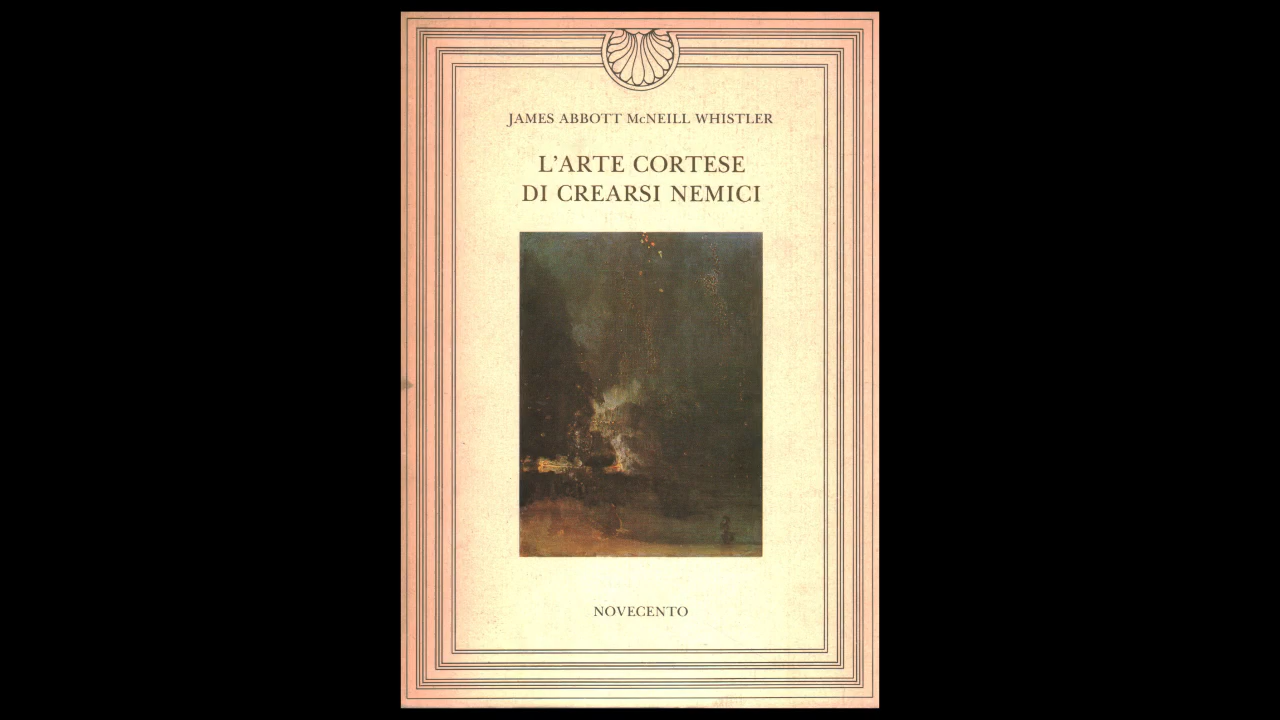 JAMES ABBOTT McNEILL WHISTLER
L'ARTE CORTESE
DI CREARSI NEMICI
NOVECENTO